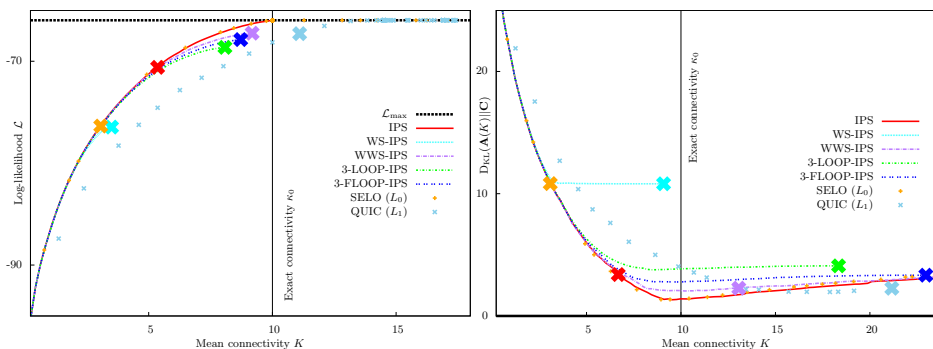 -70
-90
5
10
15
Log-likelihood ℒ
Mean connectivity K
Exact connectivity κ₀
ℒmax
IPS
WS-IPS
WWS-IPS
3-LOOP-IPS
3-FLOOP-IPS
SELO (L₀)
QUIC (L₁)
0
10
20
5
10
15
20
D_KL(A(K)||C)
Mean connectivity K
Exact connectivity κ₀
IPS
WS-IPS
WWS-IPS
3-LOOP-IPS
3-FLOOP-IPS
SELO (L₀)
QUIC (L₁)